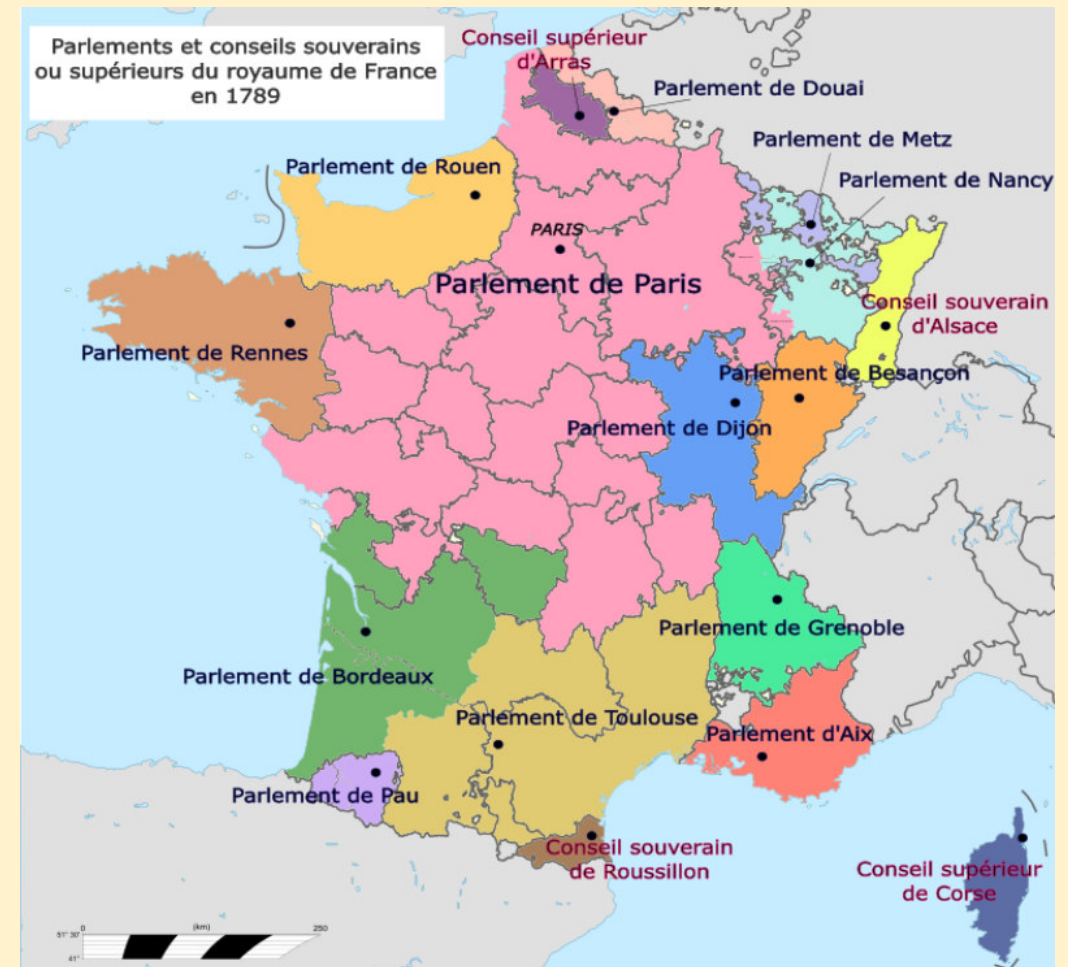 Parlements et conseils souverains
ou supérieurs du royaume de France
en 1789
Conseil supérieur
d'Arras
Parlement de Douai
Parlement de Metz
Parlement de Rouen
Parlement de Nancy
PARIS
Parlement de Paris
Conseil souverain
d'Alsace
Parlement de Rennes
Parlement de Besançon
Parlement de Dijon
Parlement de Grenoble
Parlement de Bordeaux
Parlement de Toulouse
Parlement d'Aix
Parlement de Pau
Conseil souverain
de Roussillon
Conseil supérieur
de Corse
0 (km) 250
51° 30'
41°